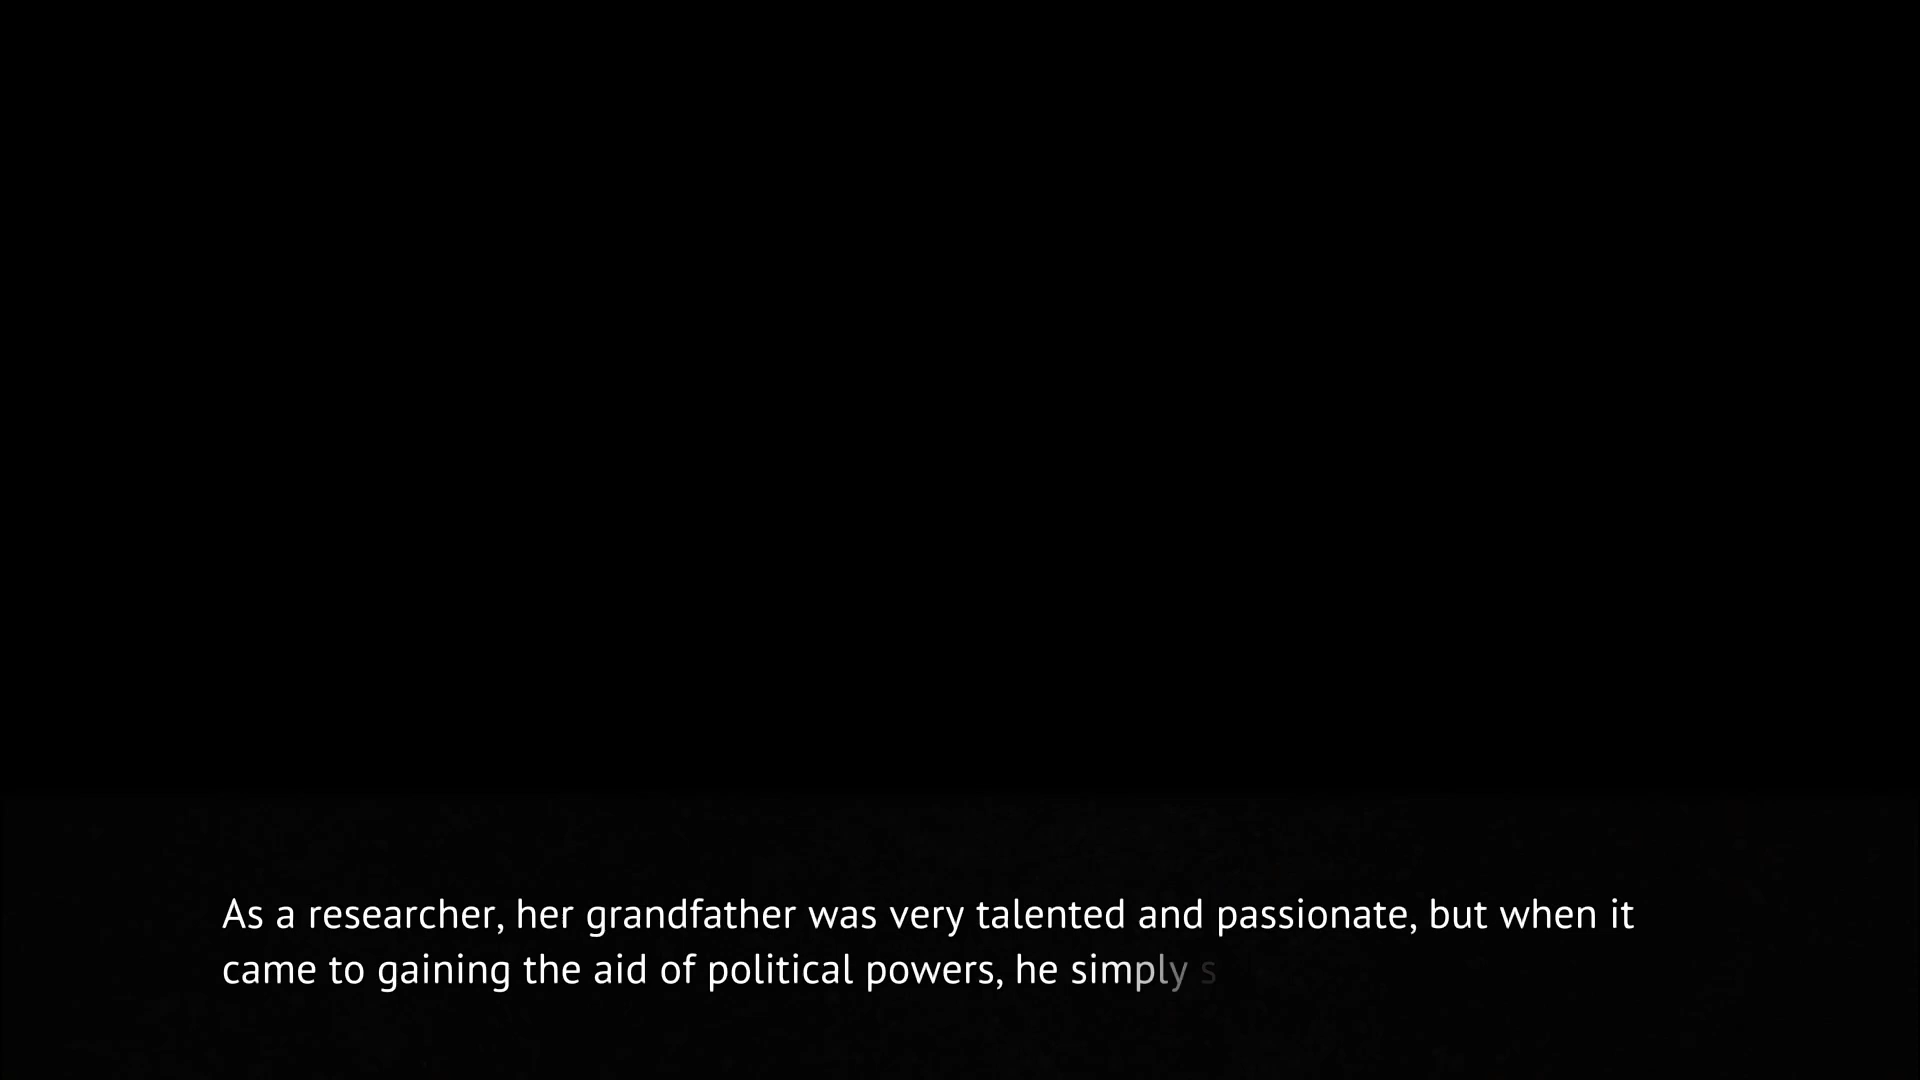 As a researcher, her grandfather was very talented and passionate, but when it
came to gaining the aid of political powers, he simply s